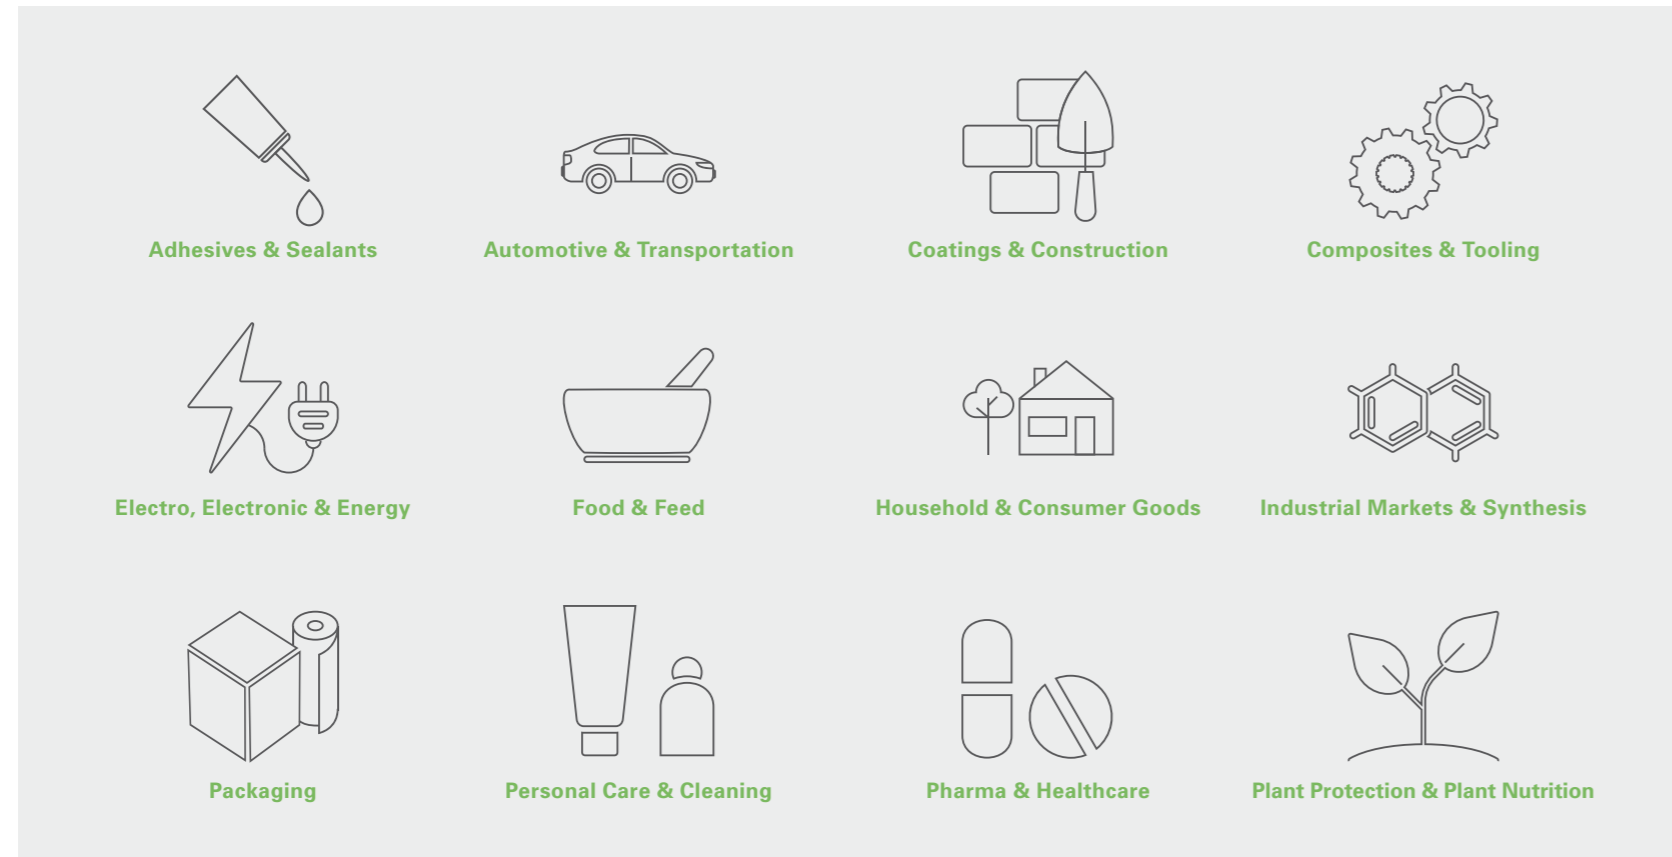 Adhesives & Sealants
Automotive & Transportation
Coatings & Construction
Composites & Tooling
Electro, Electronic & Energy
Food & Feed
Household & Consumer Goods
Industrial Markets & Synthesis
Packaging
Personal Care & Cleaning
Pharma & Healthcare
Plant Protection & Plant Nutrition